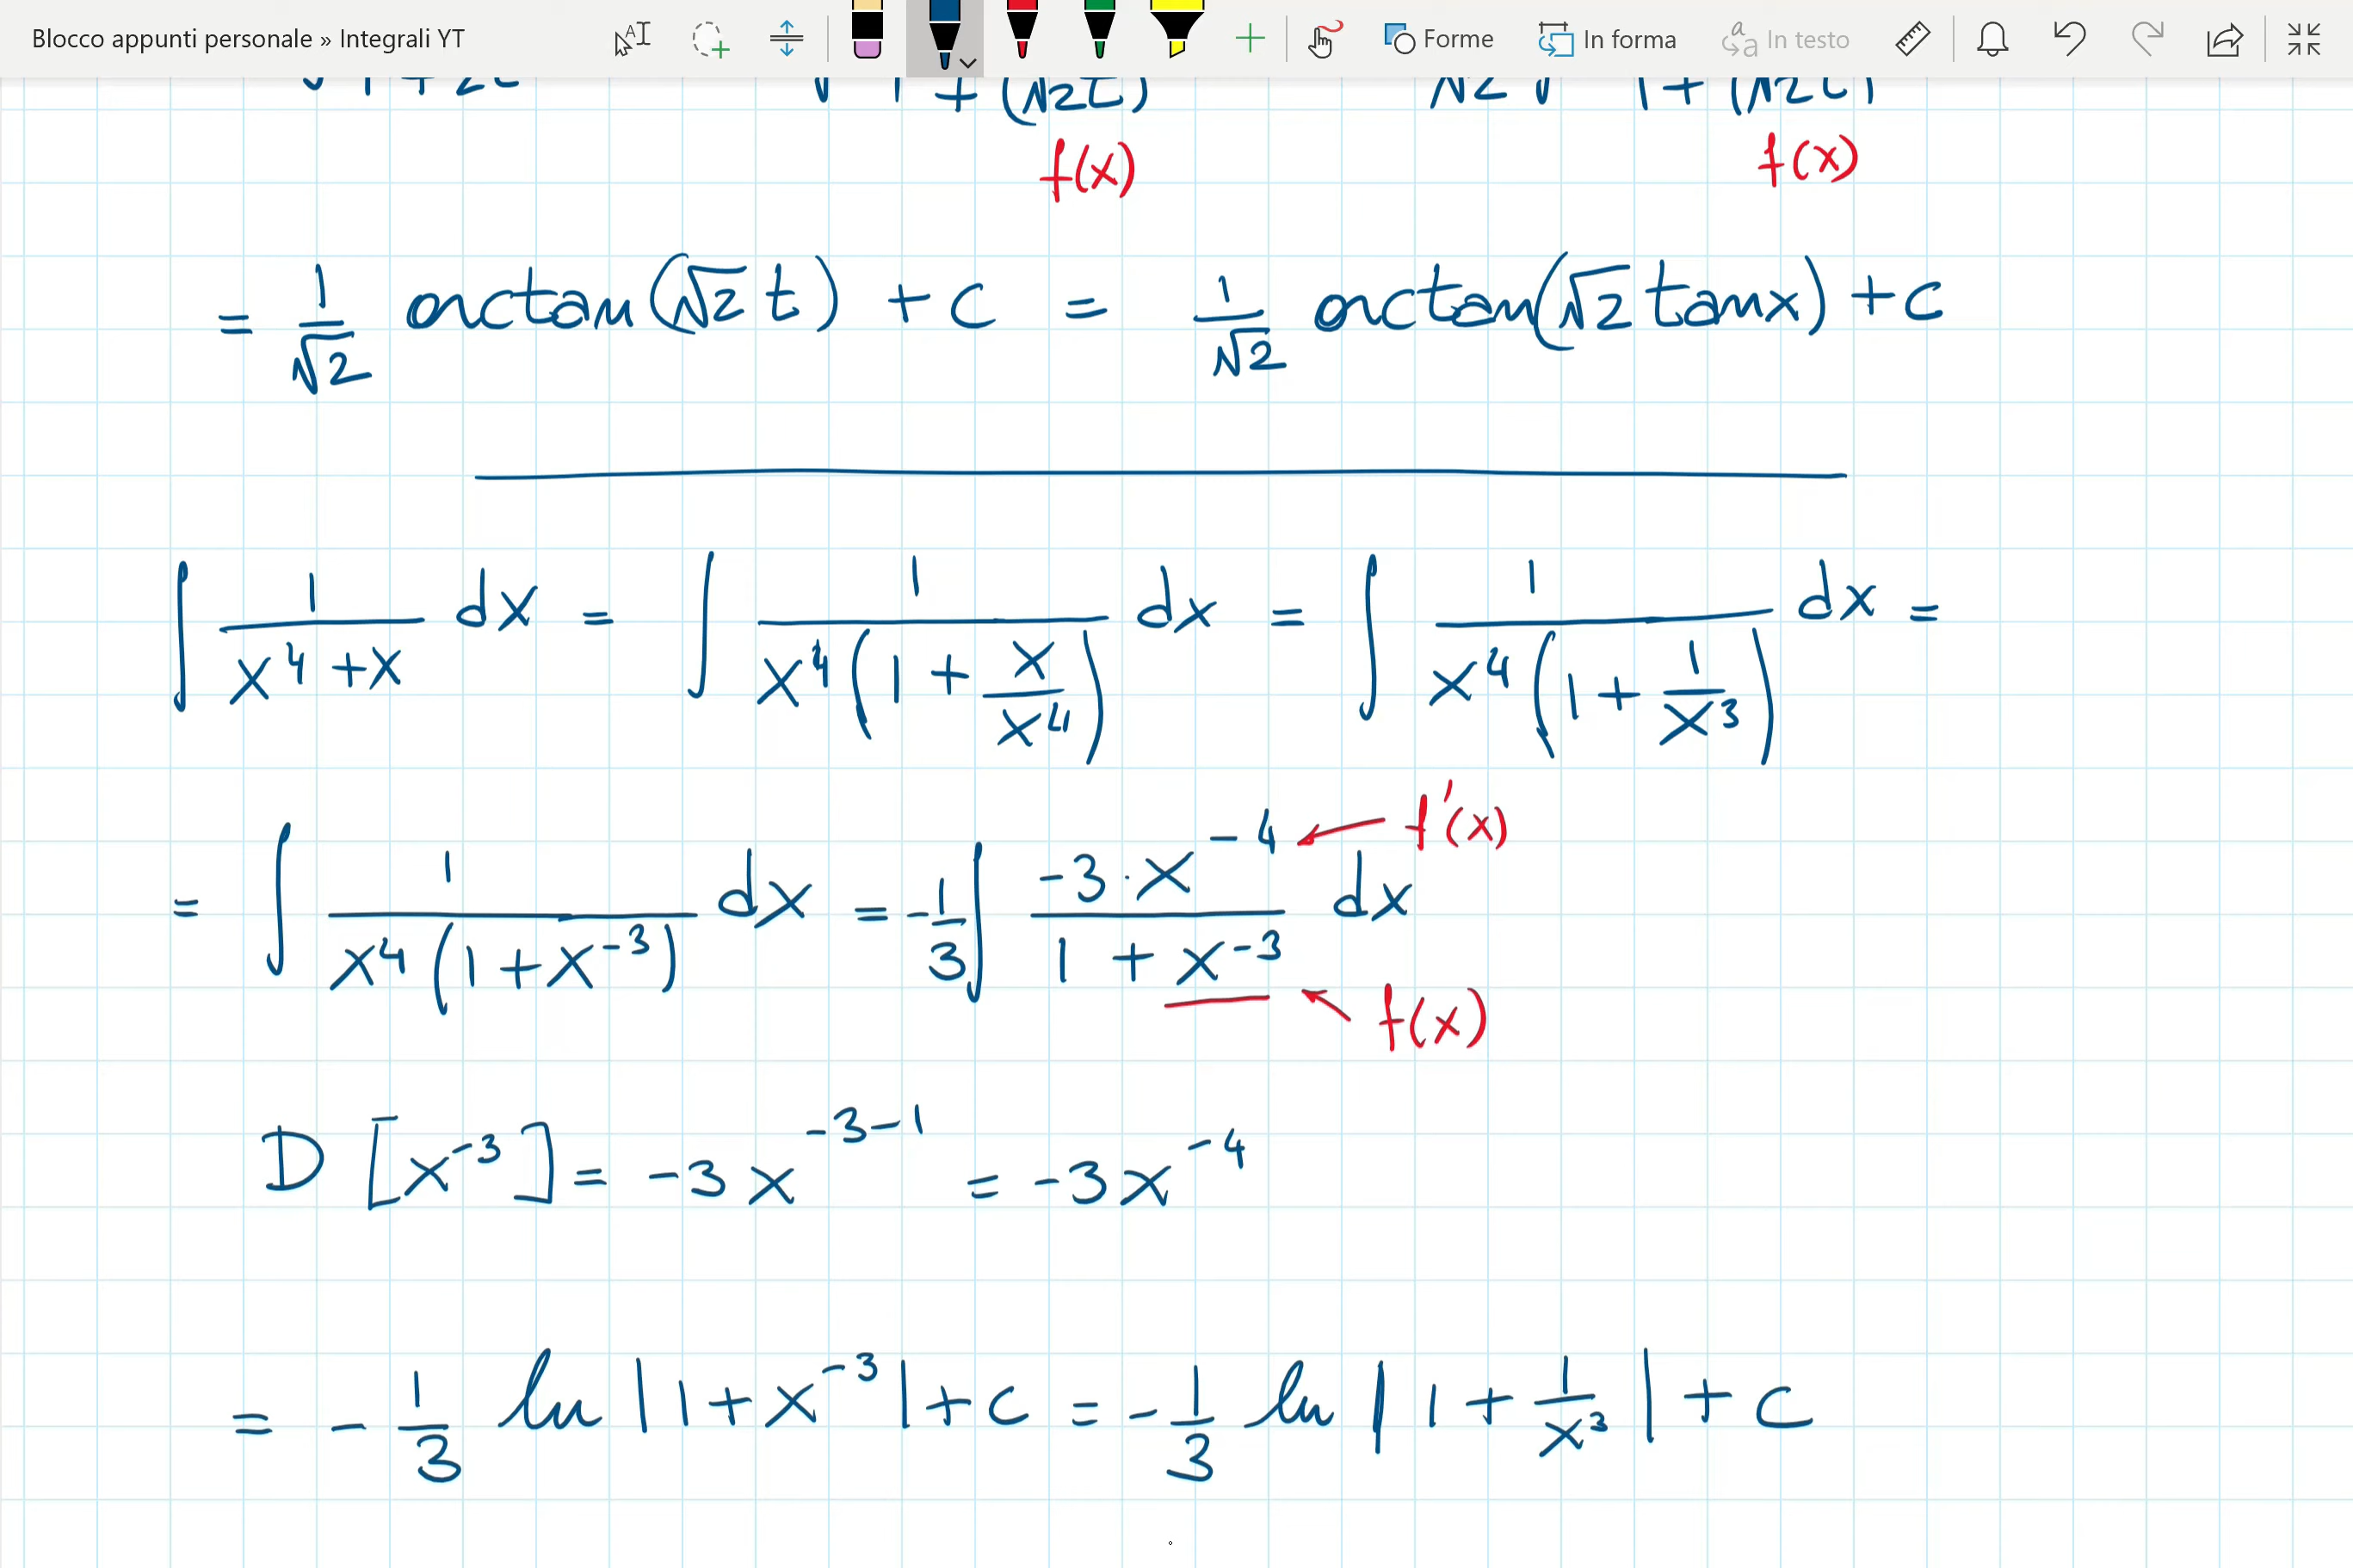 Blocco appunti personale » Integrali YT Forme In forma In testo
f(x) f(x)
= 1/√2 arctan(√2 t) + c = 1/√2 arctan(√2 tan x) + c
∫ 1/(x⁴ + x) dx = ∫ 1/(x⁴(1 + x/x⁴)) dx = ∫ 1/(x⁴(1 + 1/x³)) dx =
= ∫ 1/(x⁴(1 + x⁻³)) dx = -1/3 ∫ (-3·x⁻⁴)/(1 + x⁻³) dx ← f'(x) ← f(x)
D [x⁻³] = -3x⁻³⁻¹ = -3x⁻⁴
= -1/3 ln |1 + x⁻³| + c = -1/3 ln |1 + 1/x³| + c